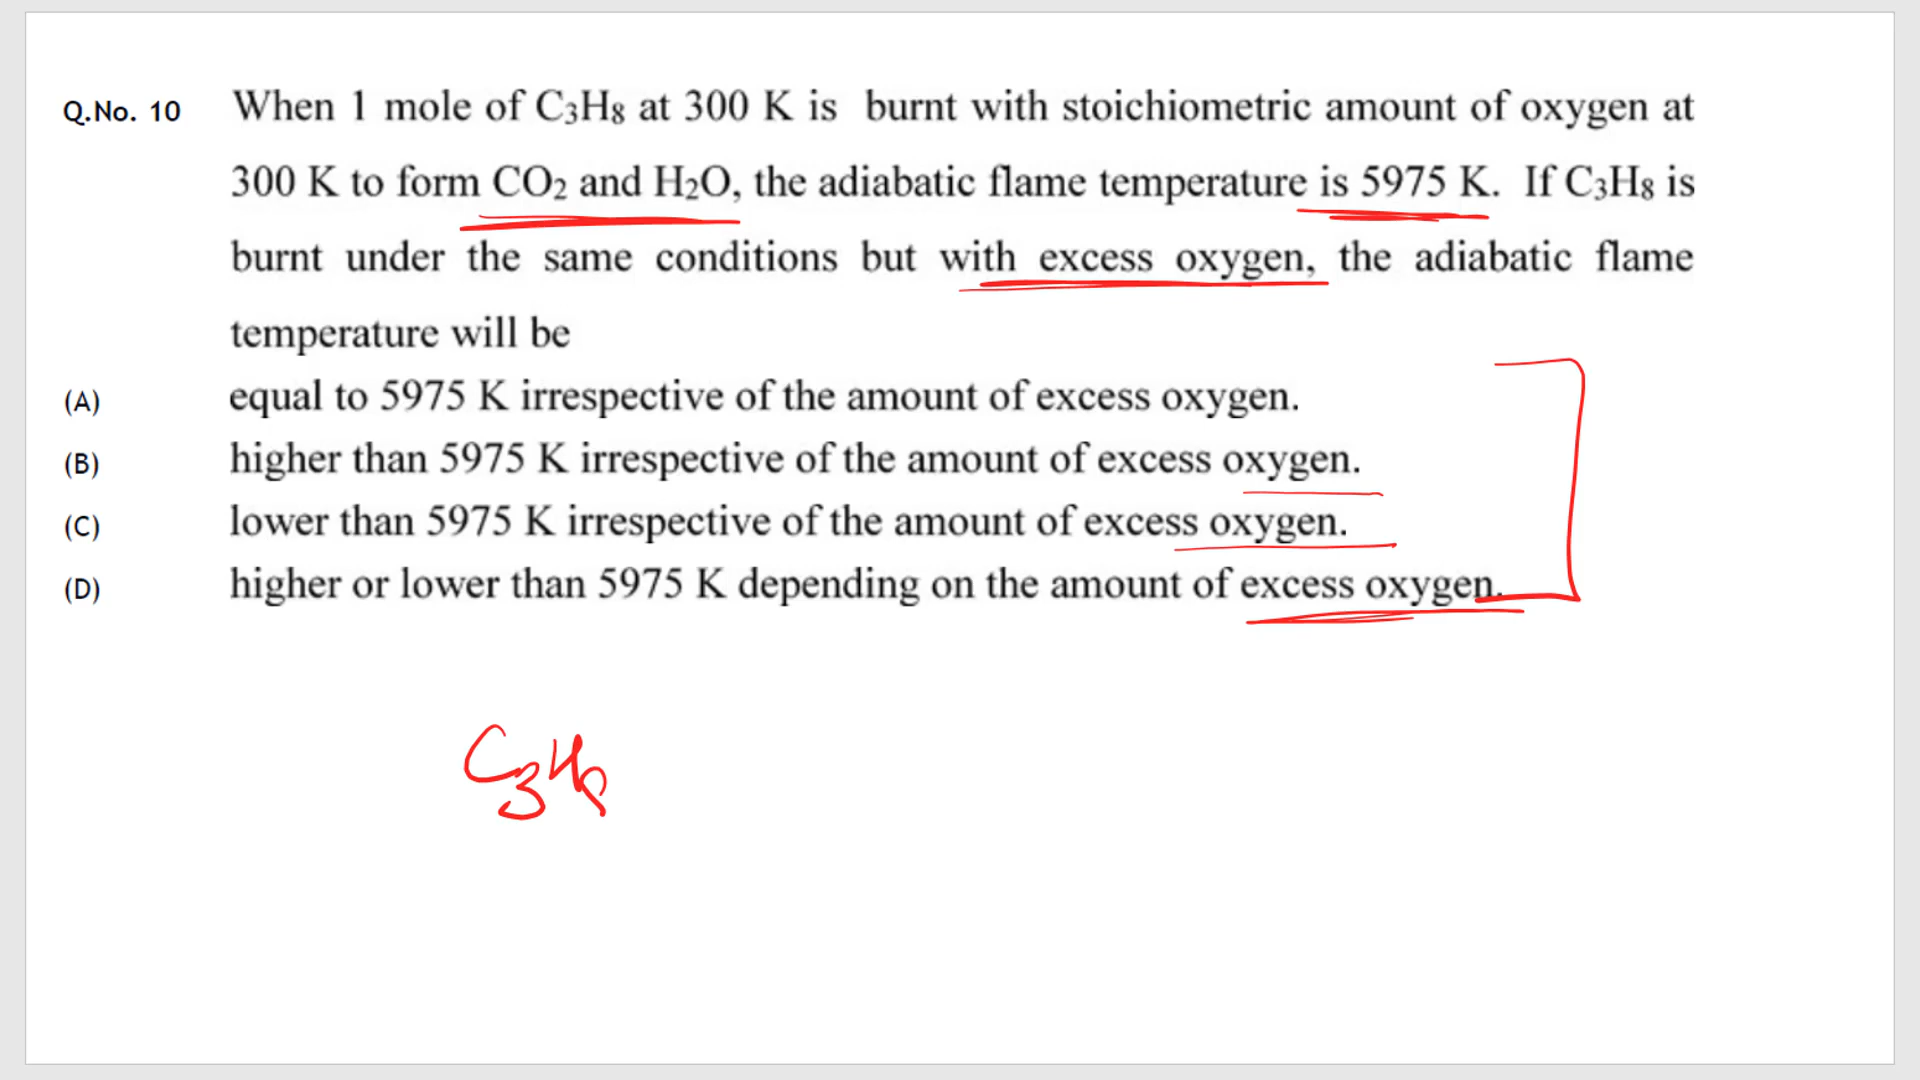 Q.No. 10 When 1 mole of C₃H₈ at 300 K is burnt with stoichiometric amount of oxygen at
300 K to form CO₂ and H₂O, the adiabatic flame temperature is 5975 K. If C₃H₈ is
burnt under the same conditions but with excess oxygen, the adiabatic flame
temperature will be
(A) equal to 5975 K irrespective of the amount of excess oxygen.
(B) higher than 5975 K irrespective of the amount of excess oxygen.
(C) lower than 5975 K irrespective of the amount of excess oxygen.
(D) higher or lower than 5975 K depending on the amount of excess oxygen.